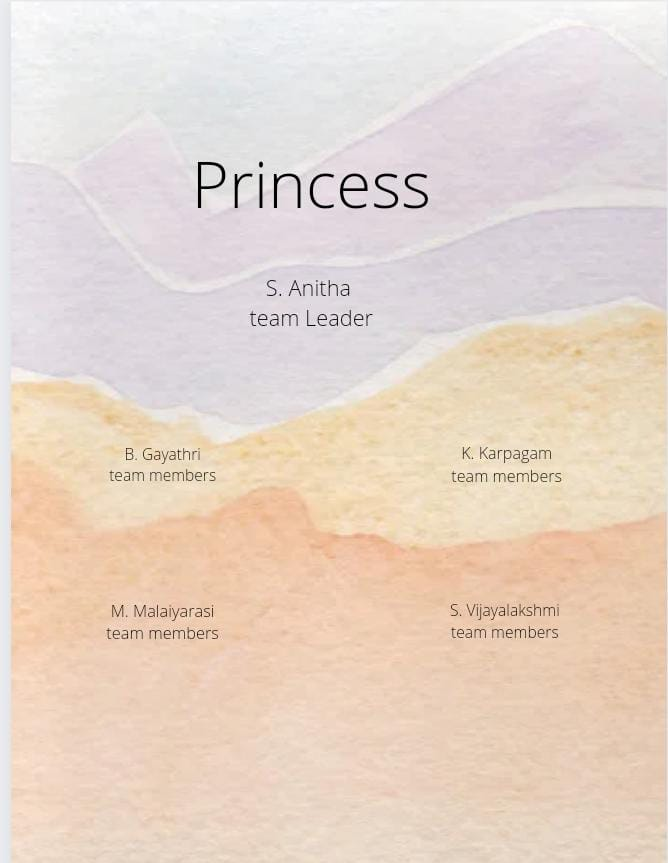 Princess
S. Anitha
team Leader
B. Gayathri
team members
K. Karpagam
team members
M. Malaiyarasi
team members
S. Vijayalakshmi
team members